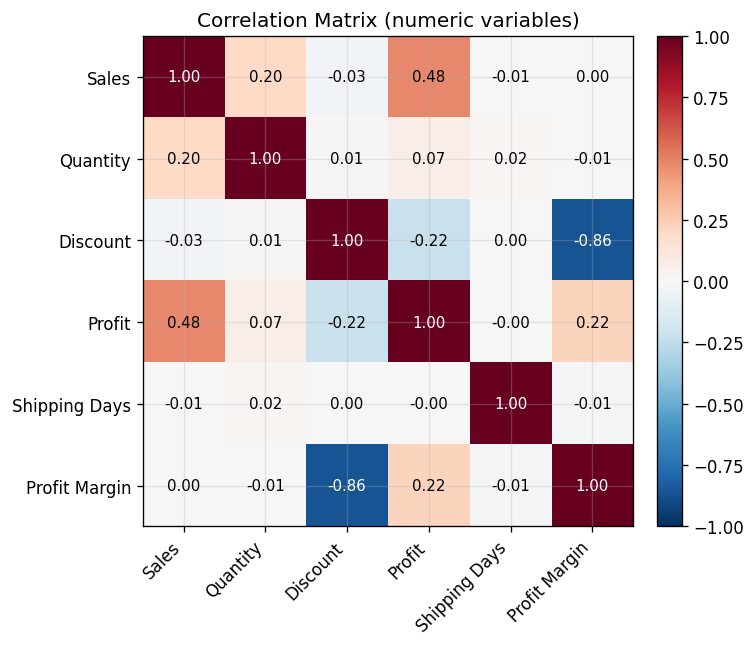 Correlation Matrix (numeric variables)
Sales 1.00 0.20 -0.03 0.48 -0.01 0.00
Quantity 0.20 1.00 0.01 0.07 0.02 -0.01
Discount -0.03 0.01 1.00 -0.22 0.00 -0.86
Profit 0.48 0.07 -0.22 1.00 -0.00 0.22
Shipping Days -0.01 0.02 0.00 -0.00 1.00 -0.01
Profit Margin 0.00 -0.01 -0.86 0.22 -0.01 1.00
Sales Quantity Discount Profit Shipping Days Profit Margin
1.00
0.75
0.50
0.25
0.00
−0.25
−0.50
−0.75
−1.00